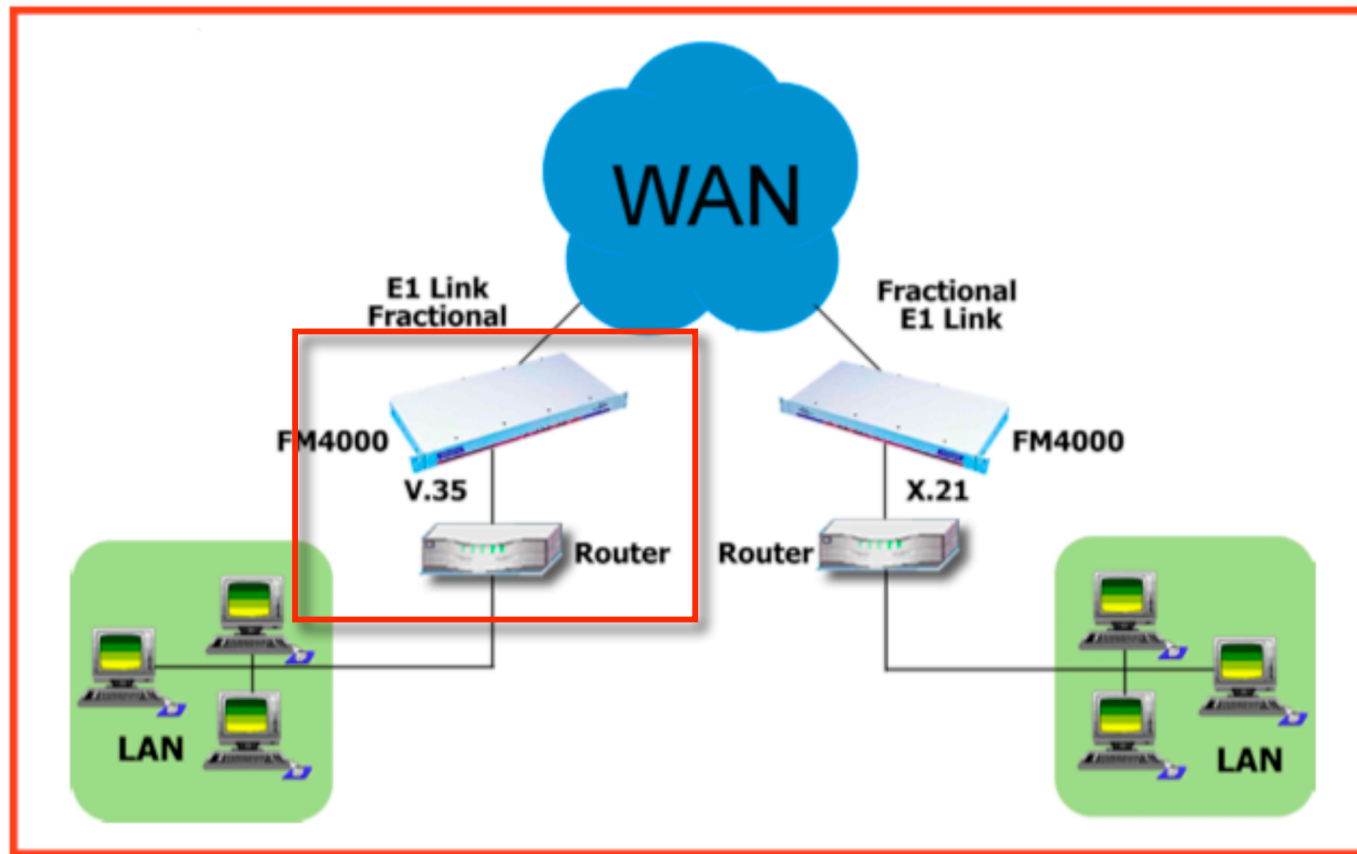 WAN
E1 Link
Fractional
Fractional
E1 Link
FM4000
FM4000
V.35
X.21
Router
Router
LAN
LAN